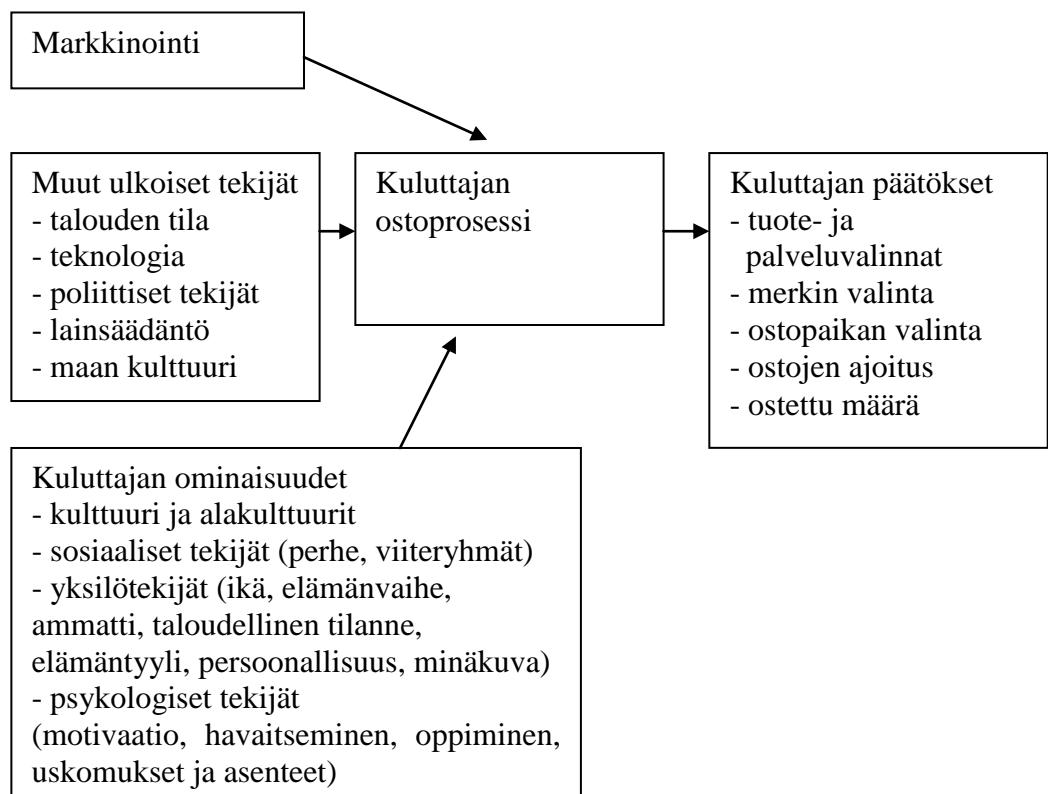 Markkinointi
Muut ulkoiset tekijät
- talouden tila
- teknologia
- poliittiset tekijät
- lainsäädäntö
- maan kulttuuri
Kuluttajan
ostoprosessi
Kuluttajan päätökset
- tuote- ja
palveluvalinnat
- merkin valinta
- ostopaikan valinta
- ostojen ajoitus
- ostettu määrä
Kuluttajan ominaisuudet
- kulttuuri ja alakulttuurit
- sosiaaliset tekijät (perhe, viiteryhmät)
- yksilötekijät (ikä, elämänvaihe,
ammatti, taloudellinen tilanne,
elämäntyyli, persoonallisuus, minäkuva)
- psykologiset tekijät
(motivaatio, havaitseminen, oppiminen,
uskomukset ja asenteet)